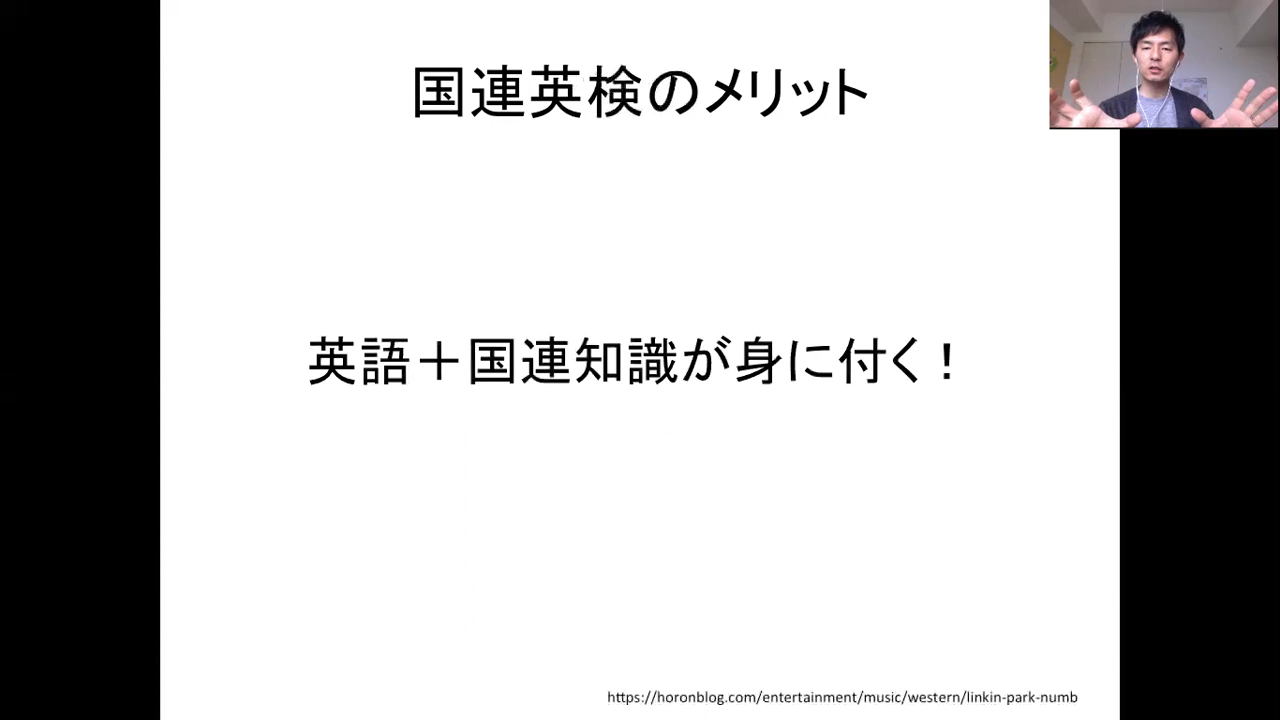 国連英検のメリット
英語＋国連知識が身に付く！
https://horonblog.com/entertainment/music/western/linkin-park-numb